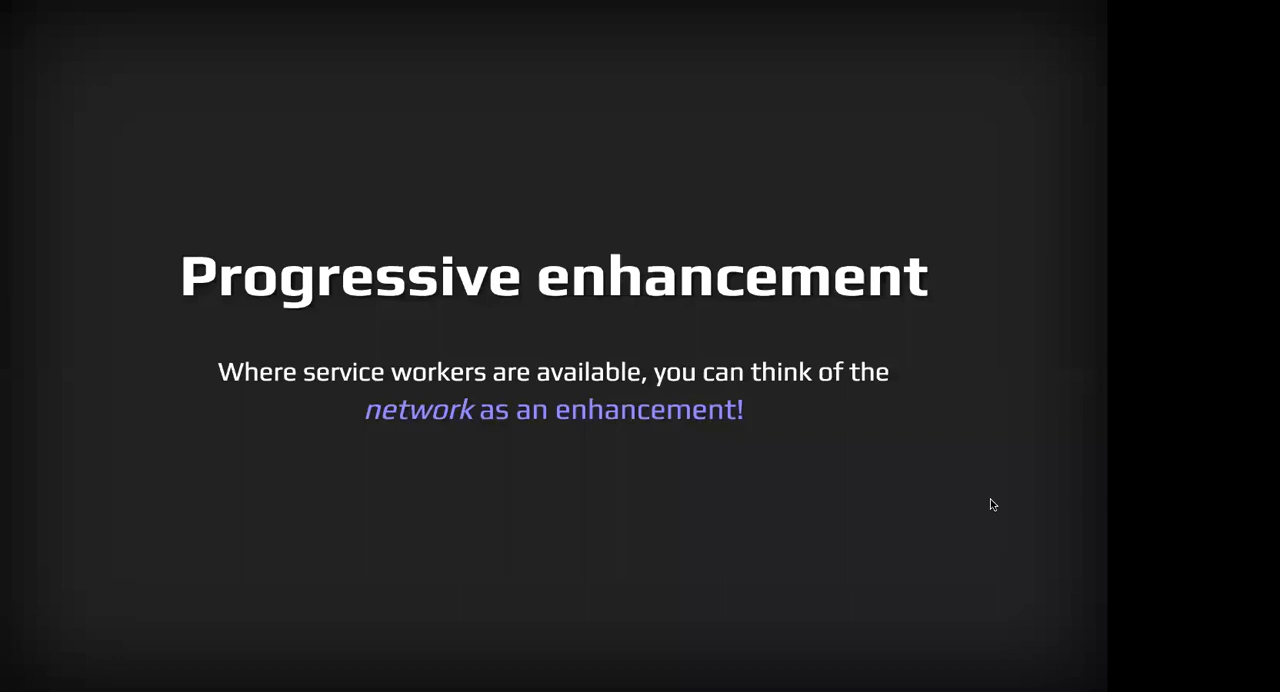 Progressive enhancement
Where service workers are available, you can think of the
network as an enhancement!